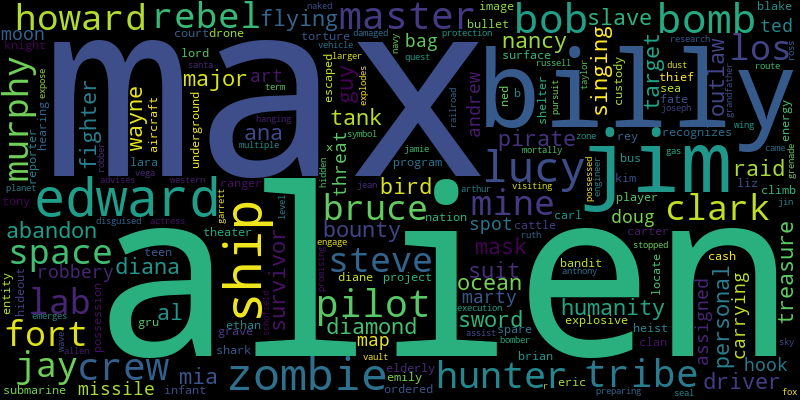 max
alien
billy
jim
howard rebel flying master bob slave bomb
image blake
moon court drone bullet nancy ted
knight lord torture bag surface target los
naked vehicle damaged navy protection research
larger quest russell dust route ross
santa expose term explodes taylor thief
murphy hearing reporter fighter wayne aircraft
major art guy escaped andrew singing custody outlaw
underground ana tank ned b shelter pursuit sea grandfather
hanging symbol railroad fate joseph energy
robber multiple x jamie pirate zone rey recognizes wing
lara threat hidden program mortally bus gas came grenade
planet vega western ranger jean bird lucy possessed kim raid liz climb
tony advises arthur visiting engineer player jin
edward disguised actress garrett level bruce mine carl doug clark
abandon theater nation spot cattle carter
teen ship bounty mask ruth stopped treasure
space diana engage steve suit bandit cash
entity robbery survivor diane project ocean anthony locate sky
hideout possession promising pilot marty humanity personal carrying
lab al execution sword explosive assigned
emerges gru ethan diamond assist spare heist
fort wave grave map bomber brian clan
allen shark vault elderly hook
jay crew mia zombie emily hunter eric tribe driver
submarine missile infant ordered r preparing seal fox